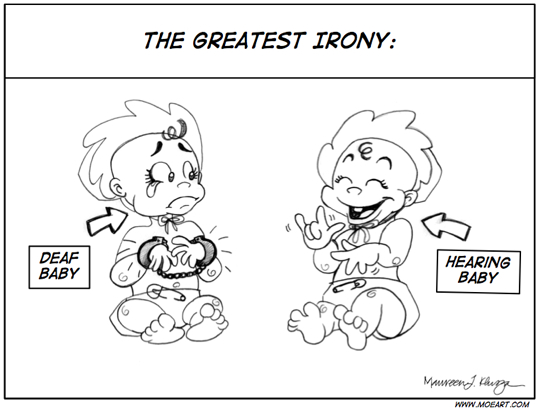 THE GREATEST IRONY:
DEAF
BABY
HEARING
BABY
Maureen T. Klusza
WWW.MOEART.COM